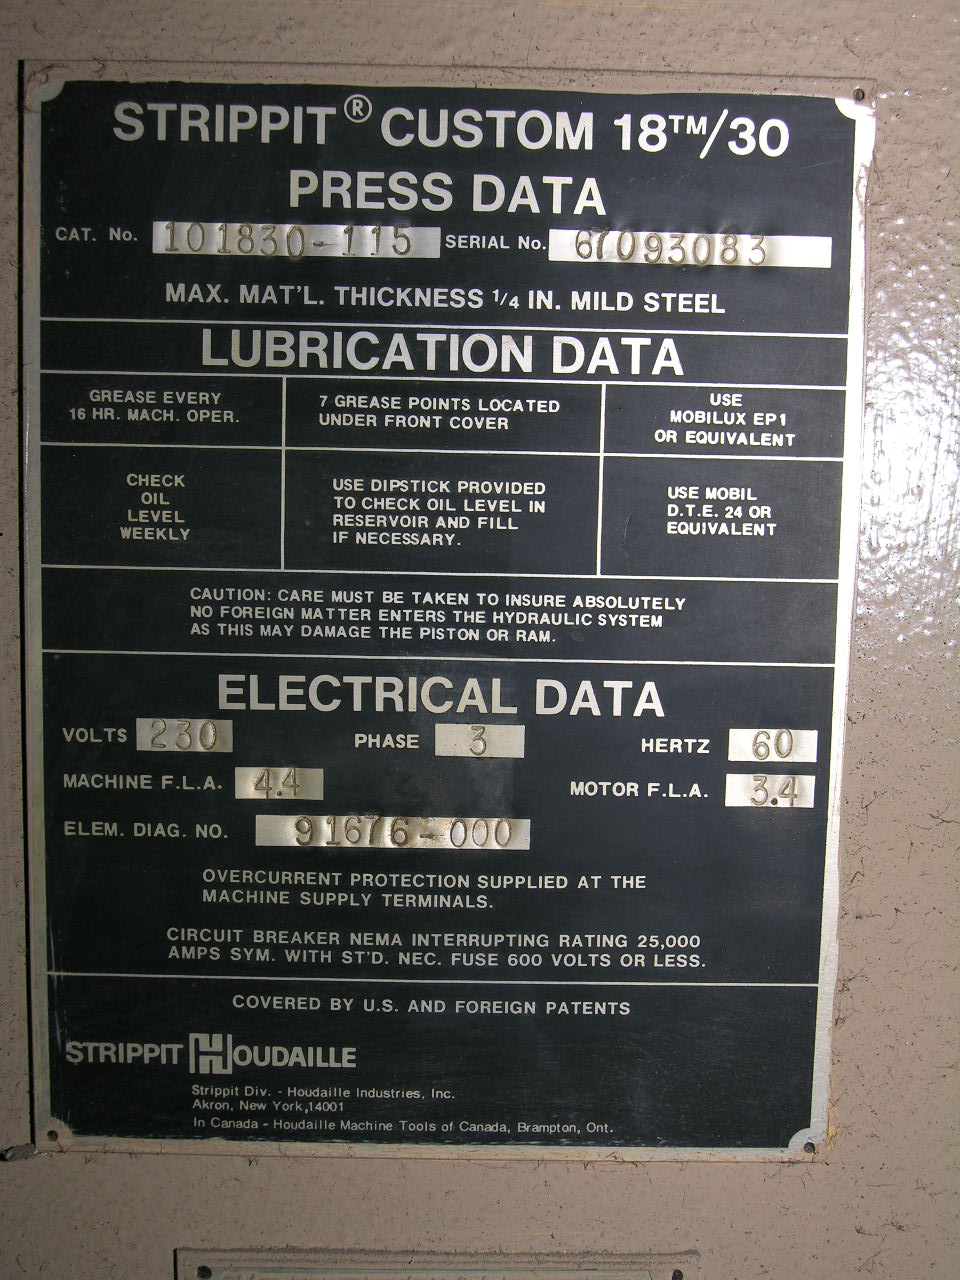 STRIPPIT® CUSTOM 18™/30
PRESS DATA
CAT. No. 101830-115 SERIAL No. 67093083
MAX. MAT'L. THICKNESS 1/4 IN. MILD STEEL
LUBRICATION DATA
GREASE EVERY
16 HR. MACH. OPER.
7 GREASE POINTS LOCATED
UNDER FRONT COVER
USE
MOBILUX EP1
OR EQUIVALENT
CHECK
OIL
LEVEL
WEEKLY
USE DIPSTICK PROVIDED
TO CHECK OIL LEVEL IN
RESERVOIR AND FILL
IF NECESSARY.
USE MOBIL
D.T.E. 24 OR
EQUIVALENT
CAUTION: CARE MUST BE TAKEN TO INSURE ABSOLUTELY
NO FOREIGN MATTER ENTERS THE HYDRAULIC SYSTEM
AS THIS MAY DAMAGE THE PISTON OR RAM.
ELECTRICAL DATA
VOLTS 230 PHASE 3 HERTZ 60
MACHINE F.L.A. 4.4 MOTOR F.L.A. 3.4
ELEM. DIAG. NO. 91676-000
OVERCURRENT PROTECTION SUPPLIED AT THE
MACHINE SUPPLY TERMINALS.
CIRCUIT BREAKER NEMA INTERRUPTING RATING 25,000
AMPS SYM. WITH ST'D. NEC. FUSE 600 VOLTS OR LESS.
COVERED BY U.S. AND FOREIGN PATENTS
STRIPPIT HOUDAILLE
Strippit Div. - Houdaille Industries, Inc.
Akron, New York, 14001
In Canada - Houdaille Machine Tools of Canada, Brampton, Ont.